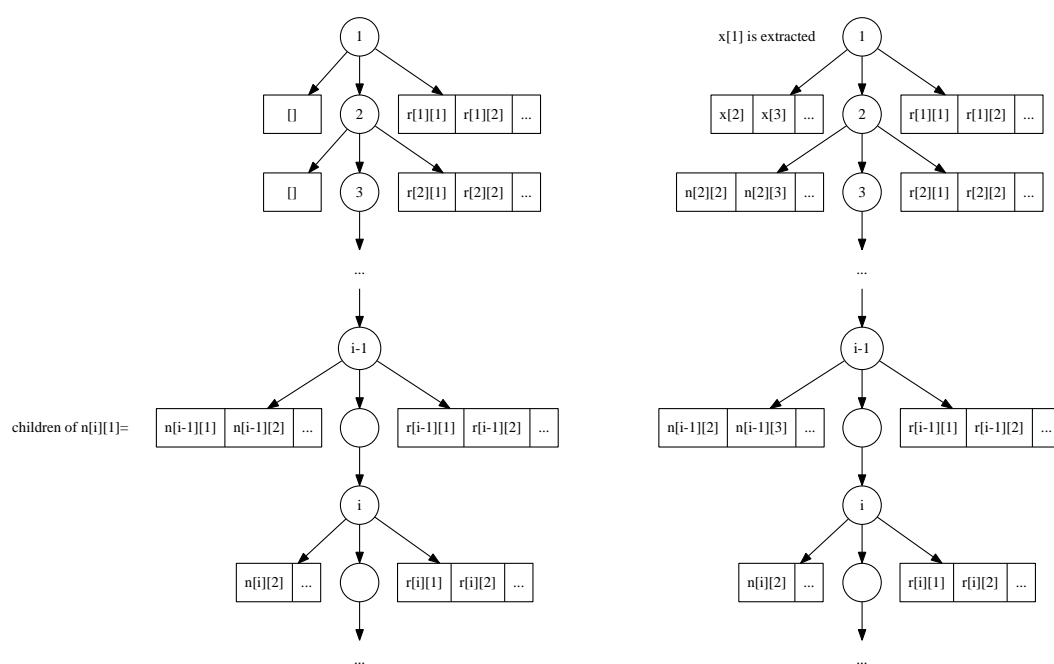 1
[] 2 r[1][1] r[1][2] ...
[] 3 r[2][1] r[2][2] ...
...
i-1
children of n[i][1]= n[i-1][1] n[i-1][2] ... r[i-1][1] r[i-1][2] ...
i
n[i][2] ... r[i][1] r[i][2] ...
...
x[1] is extracted 1
x[2] x[3] ... 2 r[1][1] r[1][2] ...
n[2][2] n[2][3] ... 3 r[2][1] r[2][2] ...
...
i-1
n[i-1][2] n[i-1][3] ... r[i-1][1] r[i-1][2] ...
i
n[i][2] ... r[i][1] r[i][2] ...
...